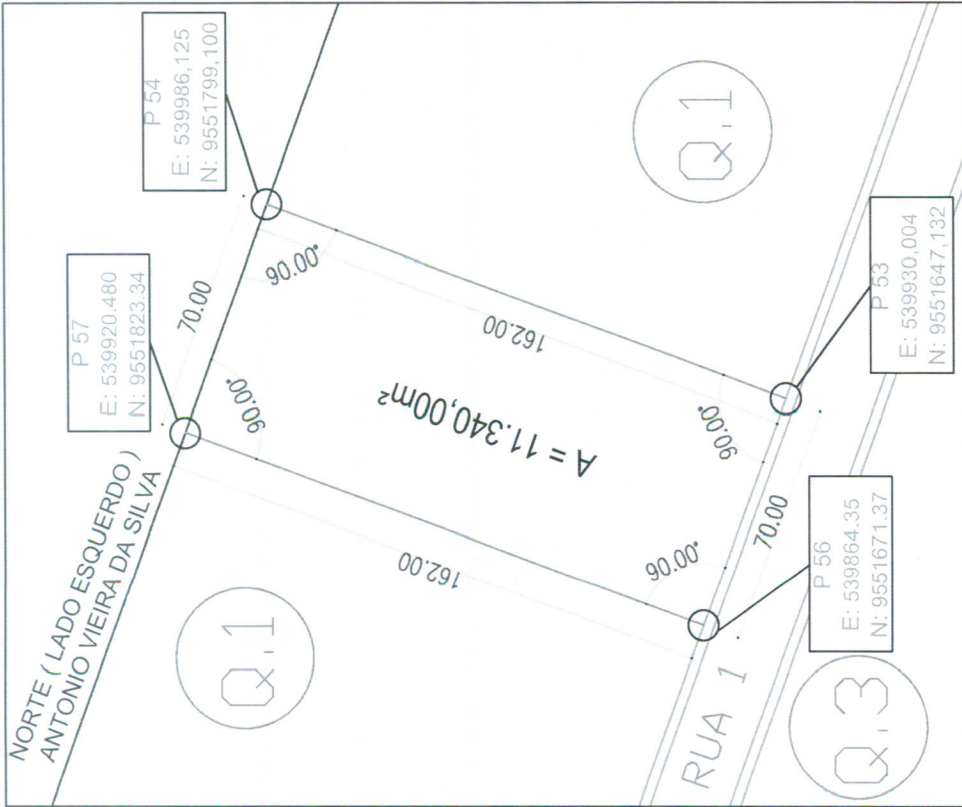 NORTE ( LADO ESQUERDO )
ANTONIO VIEIRA DA SILVA
P 57
E: 539920.480
N: 9551823.34
P 54
E: 539986,125
N: 9551799,100
70.00
90.00°
90.00°
162.00
162.00
A = 11.340,00m²
90.00°
90.00°
70.00
Q.1
Q.1
P 56
E: 539864.35
N: 9551671.37
P 53
E: 539930,004
N: 9551647,132
RUA 1
Q.3